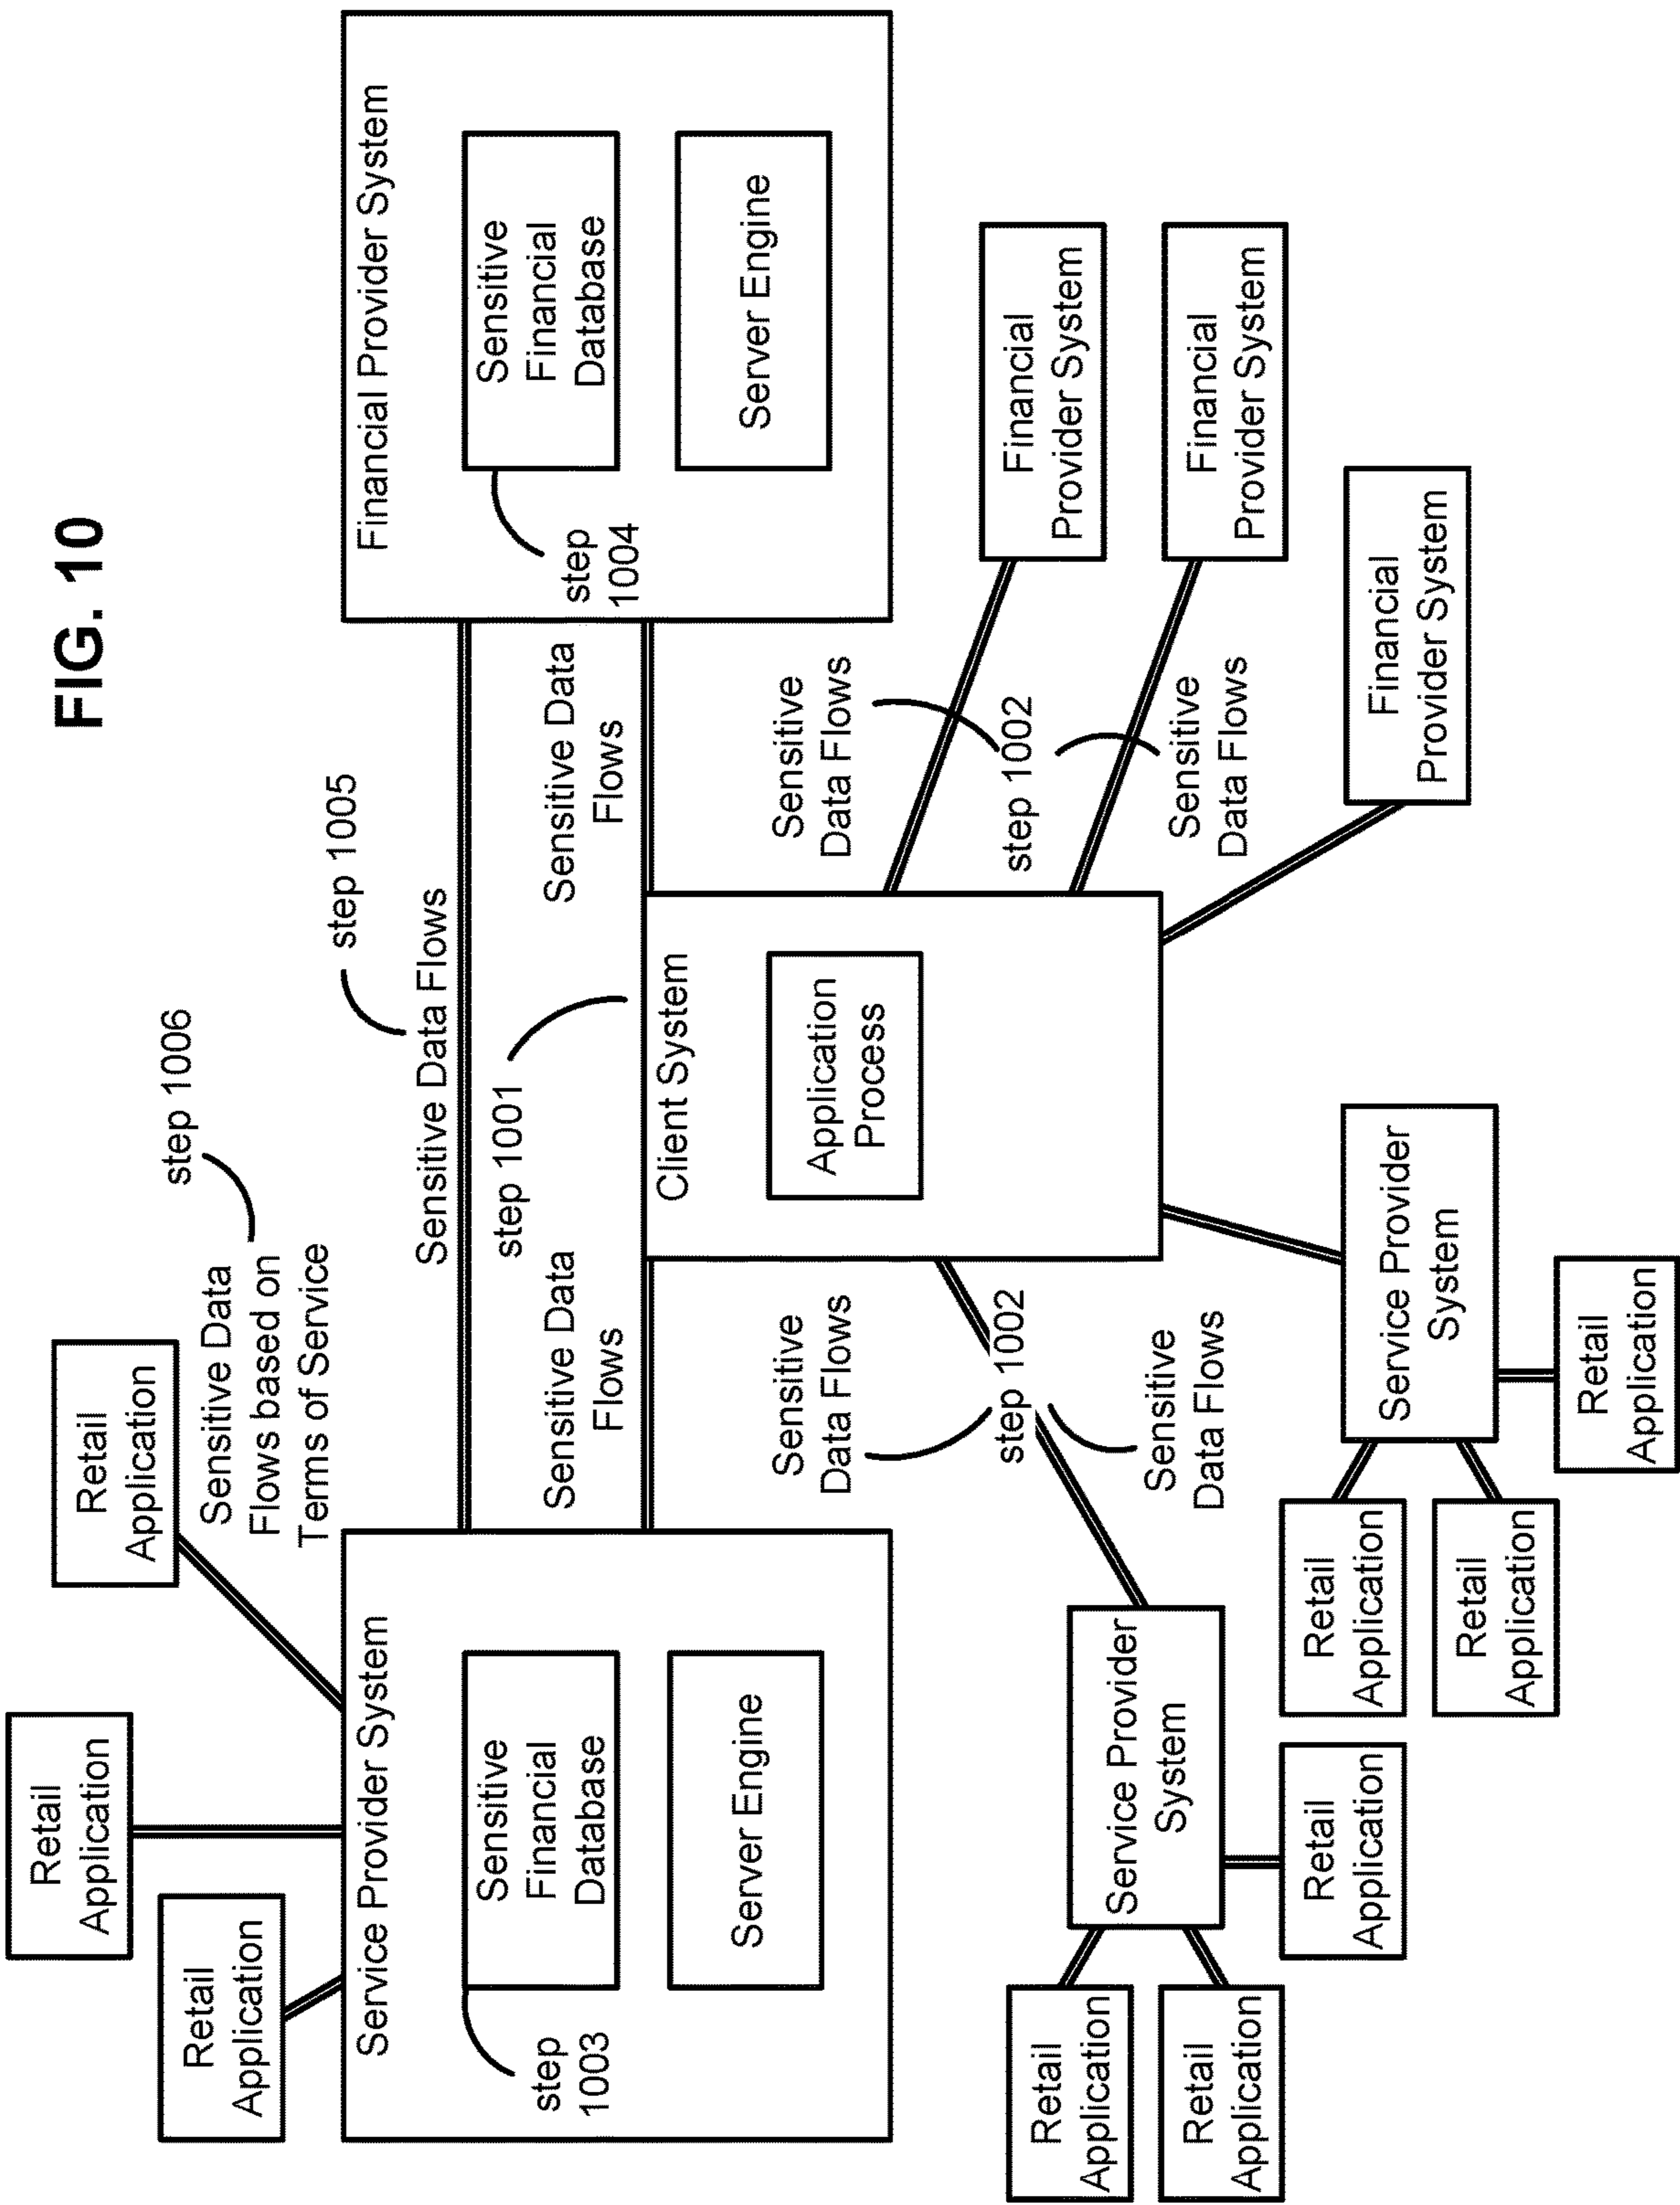 FIG. 10
Retail
Application
Retail
Application
Retail
Application
step 1006
Sensitive Data
Flows based on
Terms of Service
step 1005
Sensitive Data Flows
Service Provider System
Sensitive
Financial
Database
step
1003
Server Engine
Financial Provider System
Sensitive
Financial
Database
step
1004
Server Engine
step 1001
Sensitive Data
Flows
Sensitive Data
Flows
Client System
Application
Process
Sensitive
Data Flows
step 1002
Sensitive
Data Flows
Sensitive
Data Flows
step 1002
Sensitive
Data Flows
Financial
Provider System
Financial
Provider System
Financial
Provider System
Service Provider
System
Retail
Application
Retail
Application
Retail
Application
Service Provider
System
Retail
Application
Retail
Application
Retail
Application